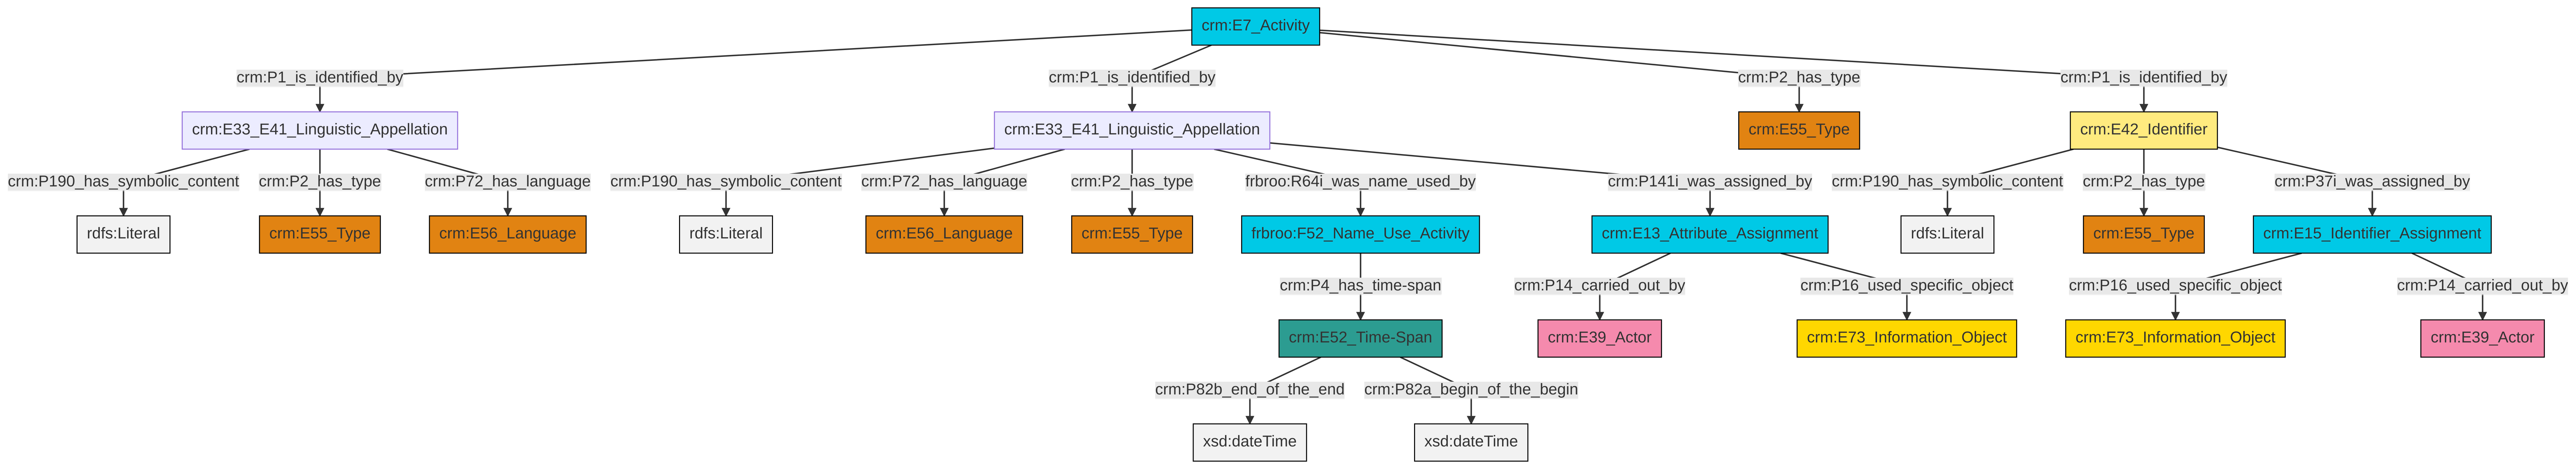 crm:E7_Activity
crm:P1_is_identified_by
crm:P1_is_identified_by
crm:P2_has_type
crm:P1_is_identified_by
crm:E33_E41_Linguistic_Appellation
crm:E33_E41_Linguistic_Appellation
crm:E55_Type
crm:E42_Identifier
crm:P190_has_symbolic_content
crm:P2_has_type
crm:P72_has_language
crm:P190_has_symbolic_content
crm:P72_has_language
crm:P2_has_type
frbroo:R64i_was_name_used_by
crm:P141i_was_assigned_by
crm:P190_has_symbolic_content
crm:P2_has_type
crm:P37i_was_assigned_by
rdfs:Literal
crm:E55_Type
crm:E56_Language
rdfs:Literal
crm:E56_Language
crm:E55_Type
frbroo:F52_Name_Use_Activity
crm:E13_Attribute_Assignment
rdfs:Literal
crm:E55_Type
crm:E15_Identifier_Assignment
crm:P4_has_time-span
crm:P14_carried_out_by
crm:P16_used_specific_object
crm:P16_used_specific_object
crm:P14_carried_out_by
crm:E52_Time-Span
crm:E39_Actor
crm:E73_Information_Object
crm:E73_Information_Object
crm:E39_Actor
crm:P82b_end_of_the_end
crm:P82a_begin_of_the_begin
xsd:dateTime
xsd:dateTime